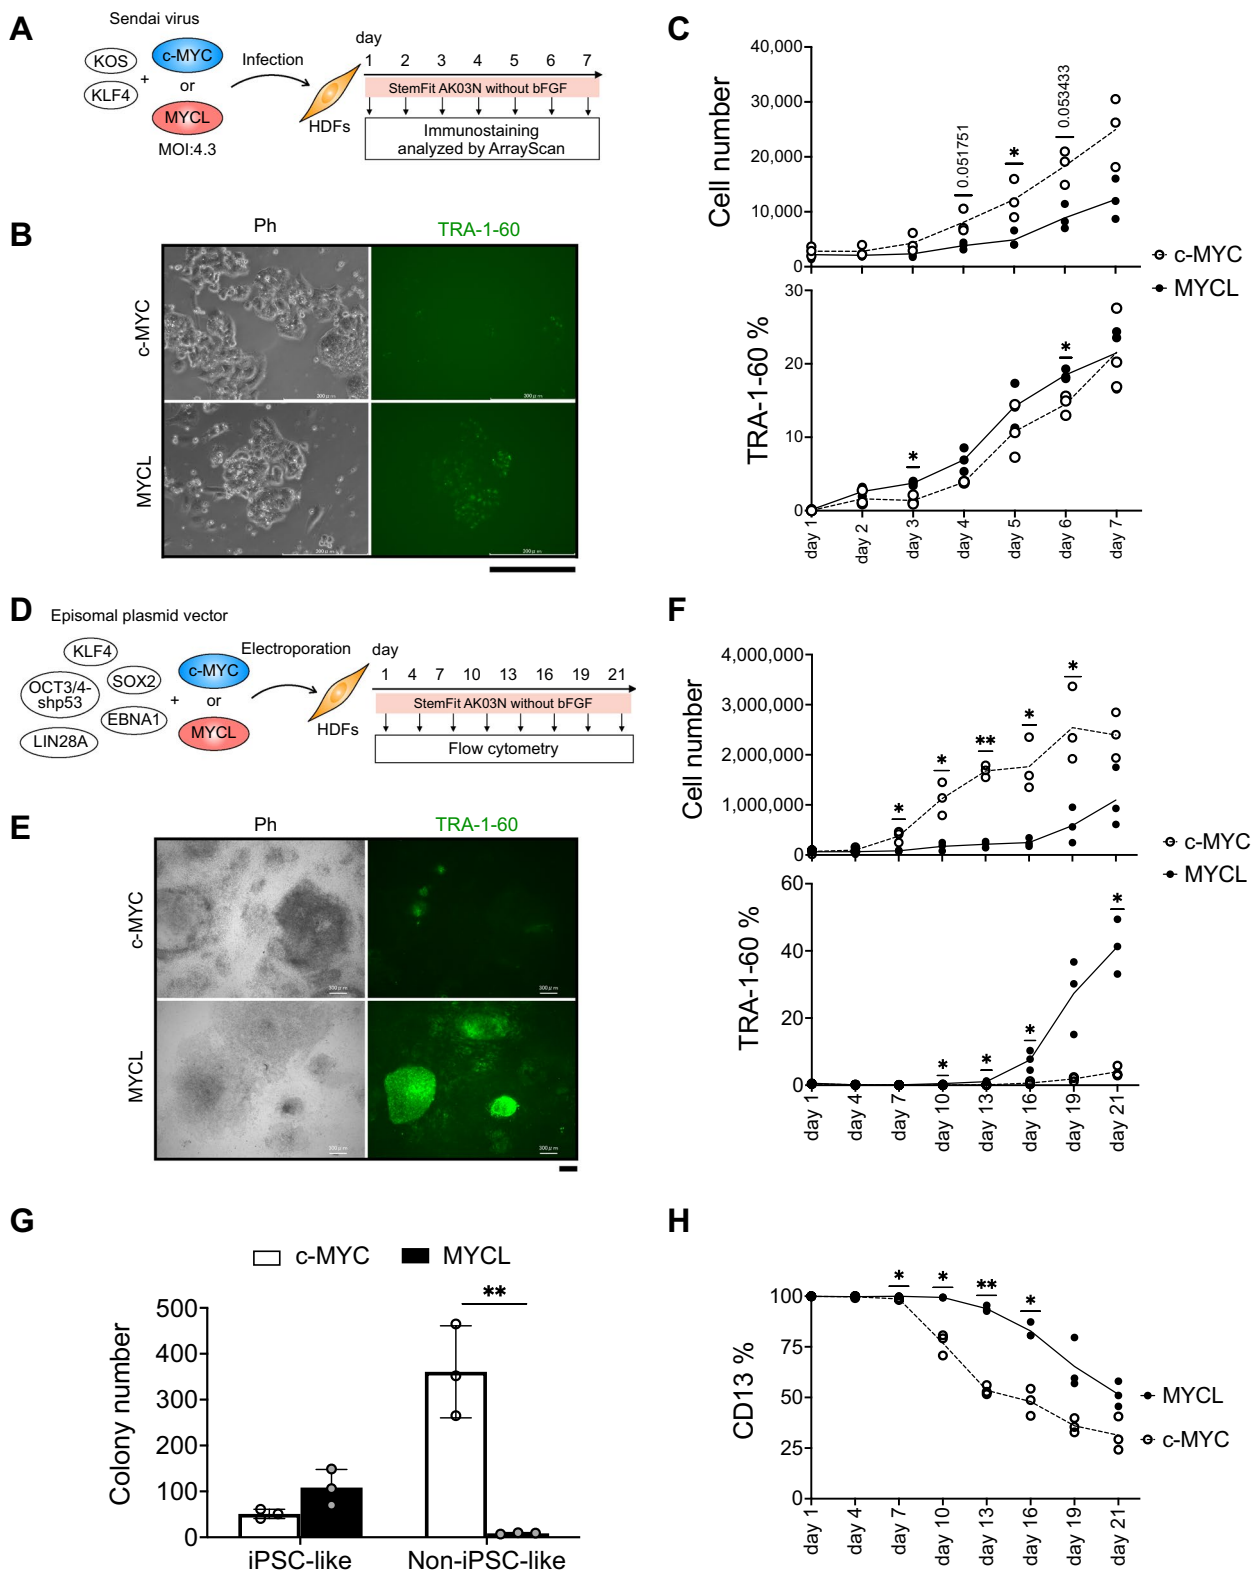 A
Sendai virus
KOS
KLF4
+
c-MYC
or
MYCL
MOI:4.3
Infection
HDFs
day
1 2 3 4 5 6 7
StemFit AK03N without bFGF
Immunostaining
analyzed by ArrayScan
B
Ph
TRA-1-60
c-MYC
300μm
300μm
MYCL
300μm
300μm
C
Cell number
40,000
30,000
20,000
10,000
0
0.051751
*
0.053433
c-MYC
MYCL
TRA-1-60 %
30
20
10
0
*
*
day 1
day 2
day 3
day 4
day 5
day 6
day 7
D
Episomal plasmid vector
KLF4
OCT3/4-
shp53
SOX2
EBNA1
LIN28A
+
c-MYC
or
MYCL
Electroporation
HDFs
day
1 4 7 10 13 16 19 21
StemFit AK03N without bFGF
Flow cytometry
E
Ph
TRA-1-60
c-MYC
300μm
300μm
MYCL
300μm
300μm
F
Cell number
4,000,000
3,000,000
2,000,000
1,000,000
0
*
*
**
*
*
c-MYC
MYCL
TRA-1-60 %
60
40
20
0
*
*
*
*
day 1
day 4
day 7
day 10
day 13
day 16
day 19
day 21
G
c-MYC
MYCL
Colony number
500
400
300
200
100
0
**
iPSC-like
Non-iPSC-like
H
CD13 %
100
75
50
25
0
*
*
**
*
MYCL
c-MYC
day 1
day 4
day 7
day 10
day 13
day 16
day 19
day 21